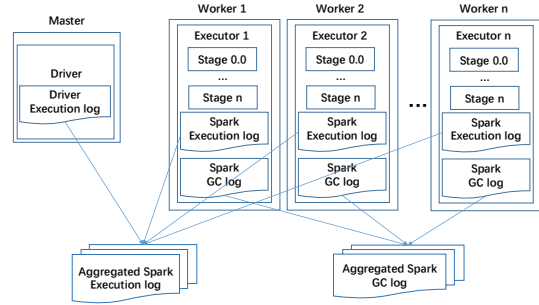 Master
Driver
Driver
Execution log
Worker 1
Executor 1
Stage 0.0
...
Stage n
Spark
Execution log
Spark
GC log
Worker 2
Executor 2
Stage 0.0
...
Stage n
Spark
Execution log
Spark
GC log
...
Worker n
Executor n
Stage 0.0
...
Stage n
Spark
Execution log
Spark
GC log
Aggregated Spark
Execution log
Aggregated Spark
GC log